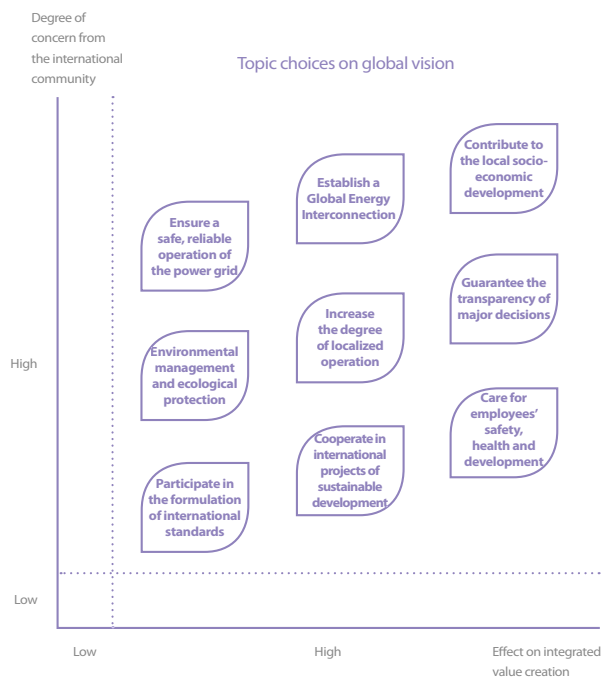 Degree of
concern from
the international
community
Topic choices on global vision
Contribute to
the local socio-
economic
development
Establish a
Global Energy
Interconnection
Ensure a
safe, reliable
operation of
the power grid
Guarantee the
transparency of
major decisions
Increase
the degree
of localized
operation
Environmental
management
and ecological
protection
High
Care for
employees’
safety,
health and
development
Cooperate in
international
projects of
sustainable
development
Participate in
the formulation
of international
standards
Low
Low
High
Effect on integrated
value creation